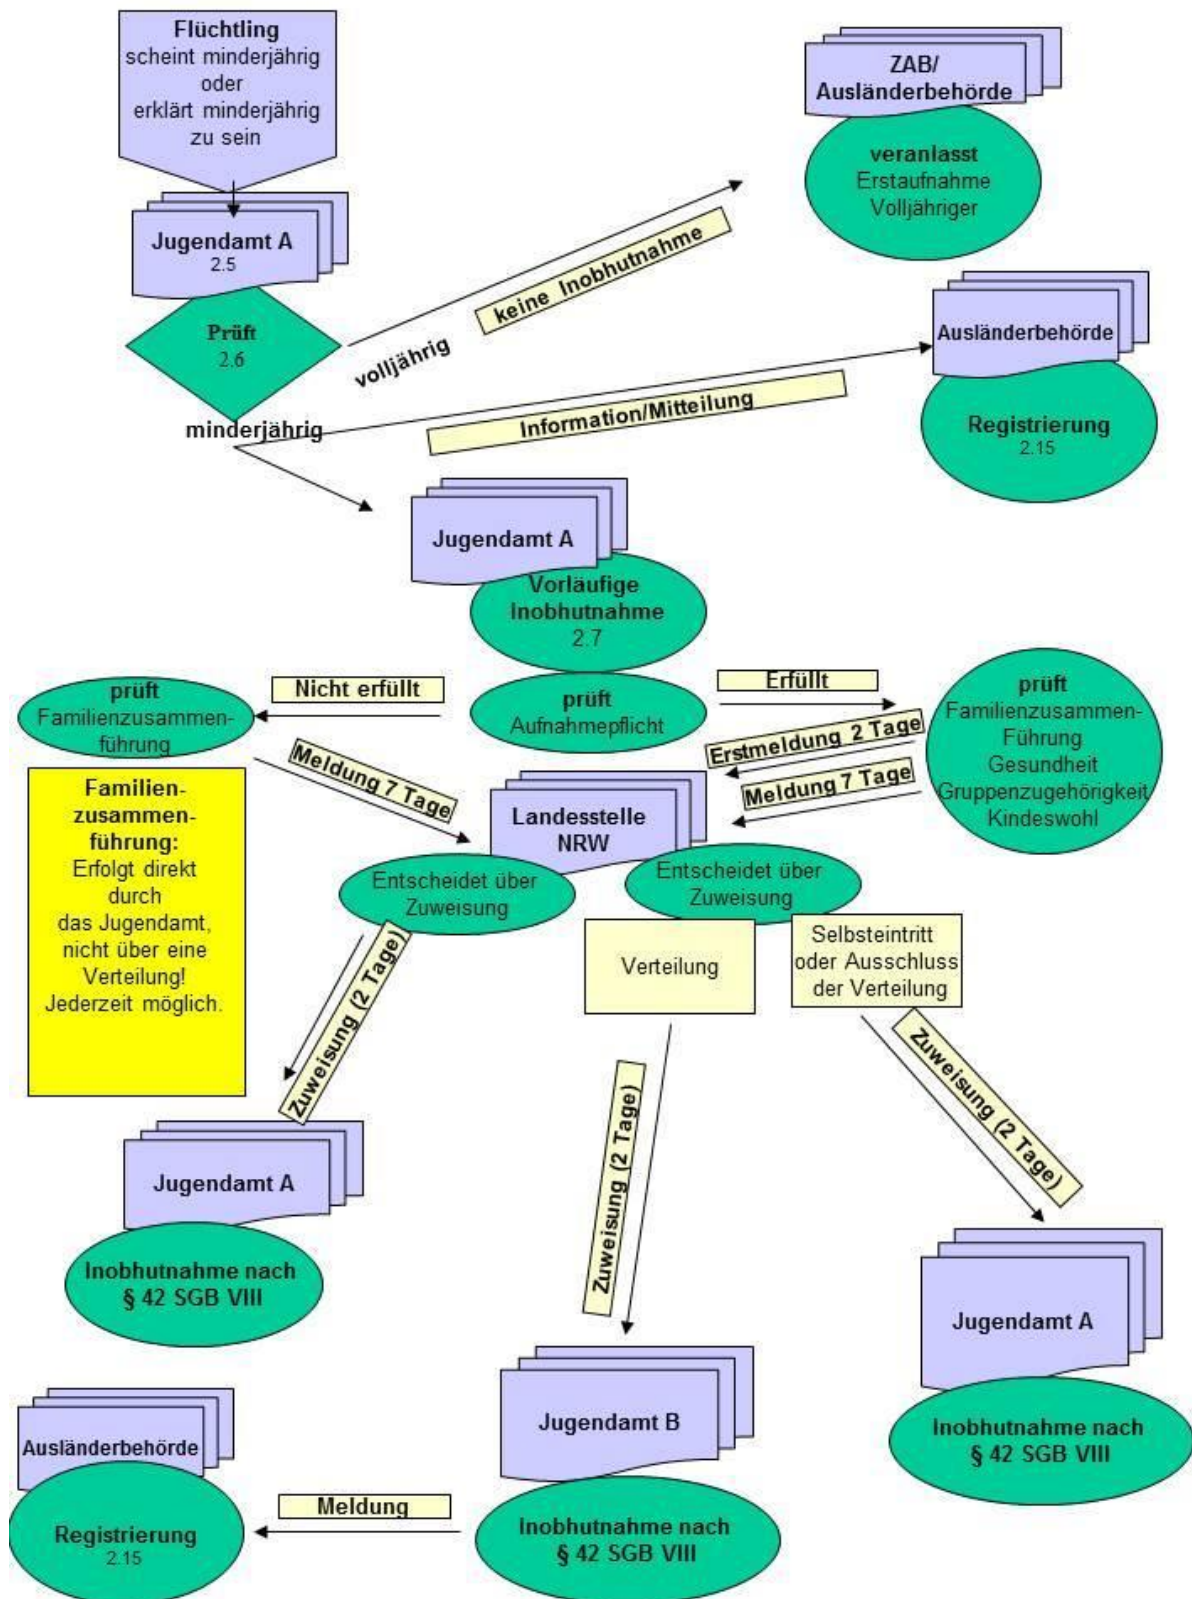 Flüchtling
scheint minderjährig
oder
erklärt minderjährig
zu sein
ZAB/
Ausländerbehörde
veranlasst
Erstaufnahme
Volljähriger
Jugendamt A
2.5
Prüft
2.6
keine Inobhutnahme
volljährig
Ausländerbehörde
Registrierung
2.15
Information/Mitteilung
minderjährig
Jugendamt A
Vorläufige
Inobhutnahme
2.7
prüft
Familienzusammen-
führung
Nicht erfüllt
prüft
Aufnahmepflicht
Erfüllt
prüft
Familienzusammen-
Führung
Gesundheit
Gruppenzugehörigkeit
Kindeswohl
Erstmeldung 2 Tage
Meldung 7 Tage
Meldung 7 Tage
Familien-
zusammen-
führung:
Erfolgt direkt
durch
das Jugendamt,
nicht über eine
Verteilung!
Jederzeit möglich.
Landesstelle
NRW
Entscheidet über
Zuweisung
Entscheidet über
Zuweisung
Verteilung
Selbsteintritt
oder Ausschluss
der Verteilung
Zuweisung (2 Tage)
Zuweisung (2 Tage)
Zuweisung (2 Tage)
Jugendamt A
Inobhutnahme nach
§ 42 SGB VIII
Jugendamt A
Inobhutnahme nach
§ 42 SGB VIII
Jugendamt B
Inobhutnahme nach
§ 42 SGB VIII
Meldung
Ausländerbehörde
Registrierung
2.15